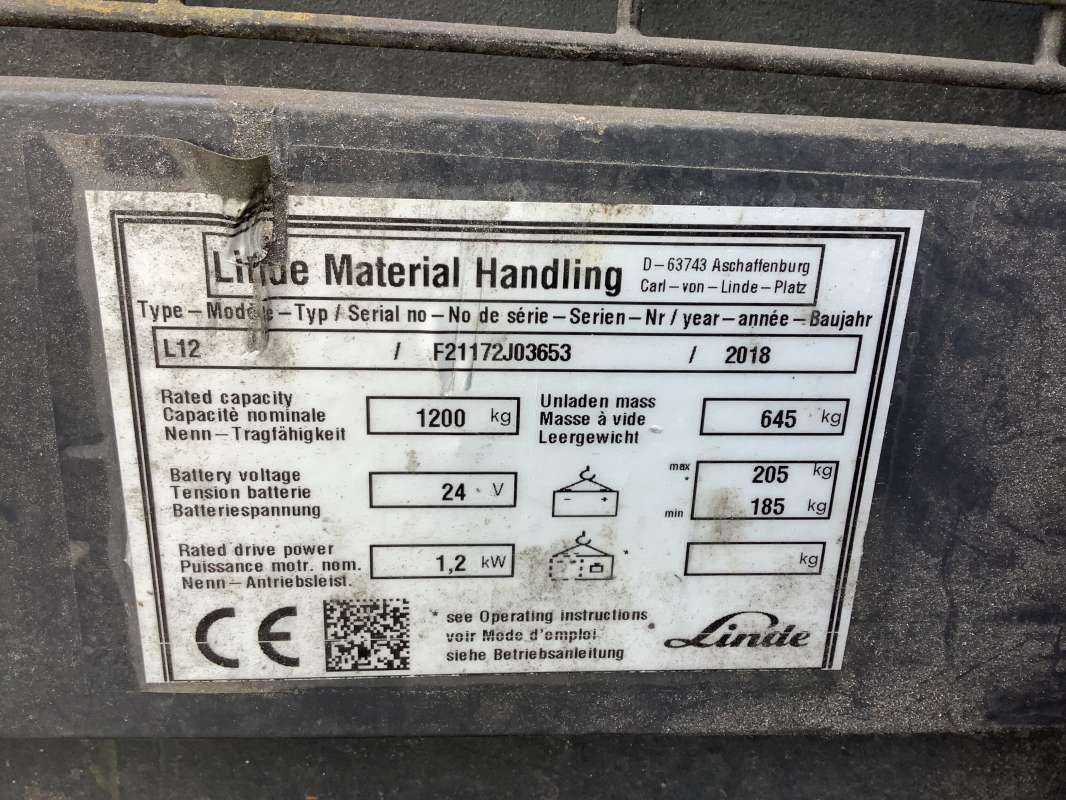 Linde Material Handling
D-63743 Aschaffenburg
Carl-von-Linde-Platz
Type-Modèle-Typ / Serial no-No de série-Serien-Nr / year-année-Baujahr
L12 / F21172J03653 / 2018
Rated capacity
Capacitè nominale
Nenn-Tragfähigkeit
1200 kg
Unladen mass
Masse à vide
Leergewicht
645 kg
Battery voltage
Tension batterie
Batteriespannung
24 V
- +
max 205 kg
*
min 185 kg
Rated drive power
Puissance motr. nom.
Nenn-Antriebsleist.
1,2 kW
*
kg
CE
* see Operating instructions
voir Mode d'emploi
siehe Betriebsanleitung
Linde